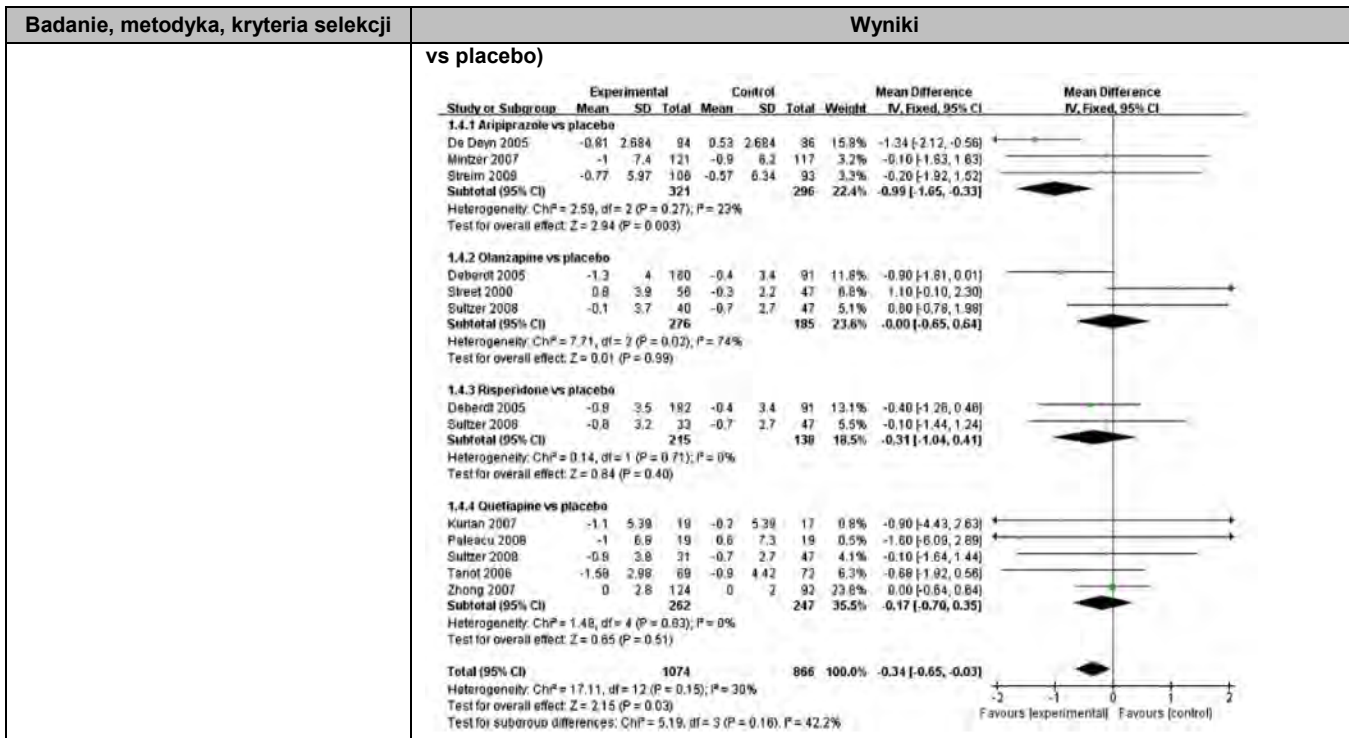 Badanie, metodyka, kryteria selekcji Wyniki
vs placebo)
Experimental Control Mean Difference Mean Difference
Study or Subgroup Mean SD Total Mean SD Total Weight IV, Fixed, 95% CI IV, Fixed, 95% CI
1.4.1 Aripiprazole vs placebo
De Deyn 2005 -0.81 2.684 94 0.53 2.684 86 15.8% -1.34 [-2.12, -0.56]
Mintzer 2007 -1 7.4 121 -0.9 6.2 117 3.2% -0.10 [-1.83, 1.63]
Streim 2008 -0.77 5.97 106 -0.57 6.34 93 3.3% -0.20 [-1.92, 1.52]
Subtotal (95% CI) 321 296 22.4% -0.99 [-1.65, -0.33]
Heterogeneity: Chi² = 2.59, df = 2 (P = 0.27); I² = 23%
Test for overall effect: Z = 2.94 (P = 0.003)
1.4.2 Olanzapine vs placebo
Deberdt 2005 -1.3 4 180 -0.4 3.4 91 11.8% -0.90 [-1.81, 0.01]
Street 2000 0.8 3.9 56 -0.3 2.2 47 6.8% 1.10 [-0.10, 2.30]
Sultzer 2008 -0.1 3.7 40 -0.7 2.7 47 5.1% 0.60 [-0.78, 1.98]
Subtotal (95% CI) 276 185 23.6% -0.00 [-0.65, 0.64]
Heterogeneity: Chi² = 7.71, df = 2 (P = 0.02); I² = 74%
Test for overall effect: Z = 0.01 (P = 0.99)
1.4.3 Risperidone vs placebo
Deberdt 2005 -0.8 3.5 182 -0.4 3.4 91 13.1% -0.40 [-1.26, 0.46]
Sultzer 2008 -0.8 3.2 33 -0.7 2.7 47 5.5% -0.10 [-1.44, 1.24]
Subtotal (95% CI) 215 138 18.5% -0.31 [-1.04, 0.41]
Heterogeneity: Chi² = 0.14, df = 1 (P = 0.71); I² = 0%
Test for overall effect: Z = 0.84 (P = 0.40)
1.4.4 Quetiapine vs placebo
Kurlan 2007 -1.1 5.39 19 -0.2 5.39 17 0.8% -0.90 [-4.43, 2.63]
Paleacu 2008 -1 6.8 19 0.6 7.3 19 0.5% -1.60 [-6.09, 2.89]
Sultzer 2008 -0.8 3.8 31 -0.7 2.7 47 4.1% -0.10 [-1.64, 1.44]
Tariot 2006 -1.58 2.98 69 -0.9 4.42 72 6.3% -0.68 [-1.92, 0.56]
Zhong 2007 0 2.8 124 0 2 92 23.8% 0.00 [-0.64, 0.64]
Subtotal (95% CI) 262 247 35.5% -0.17 [-0.70, 0.35]
Heterogeneity: Chi² = 1.48, df = 4 (P = 0.83); I² = 0%
Test for overall effect: Z = 0.65 (P = 0.51)
Total (95% CI) 1074 866 100.0% -0.34 [-0.65, -0.03]
Heterogeneity: Chi² = 17.11, df = 12 (P = 0.15); I² = 30%
Test for overall effect: Z = 2.15 (P = 0.03)
Test for subgroup differences: Chi² = 5.19, df = 3 (P = 0.16), I² = 42.2%
-2 -1 0 1 2
Favours [experimental] Favours [control]